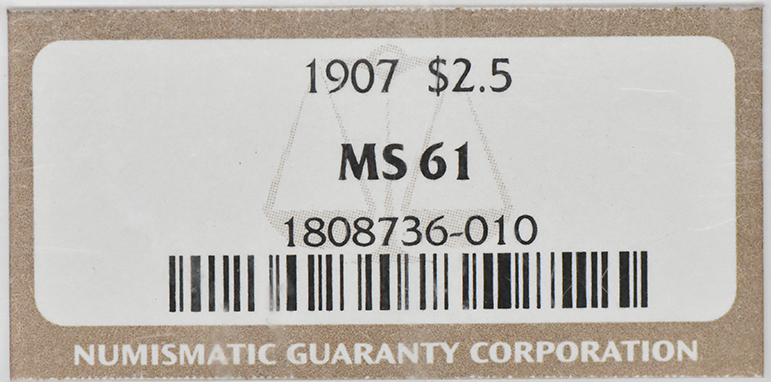 1907 $2.5
MS 61
1808736-010
NUMISMATIC GUARANTY CORPORATION